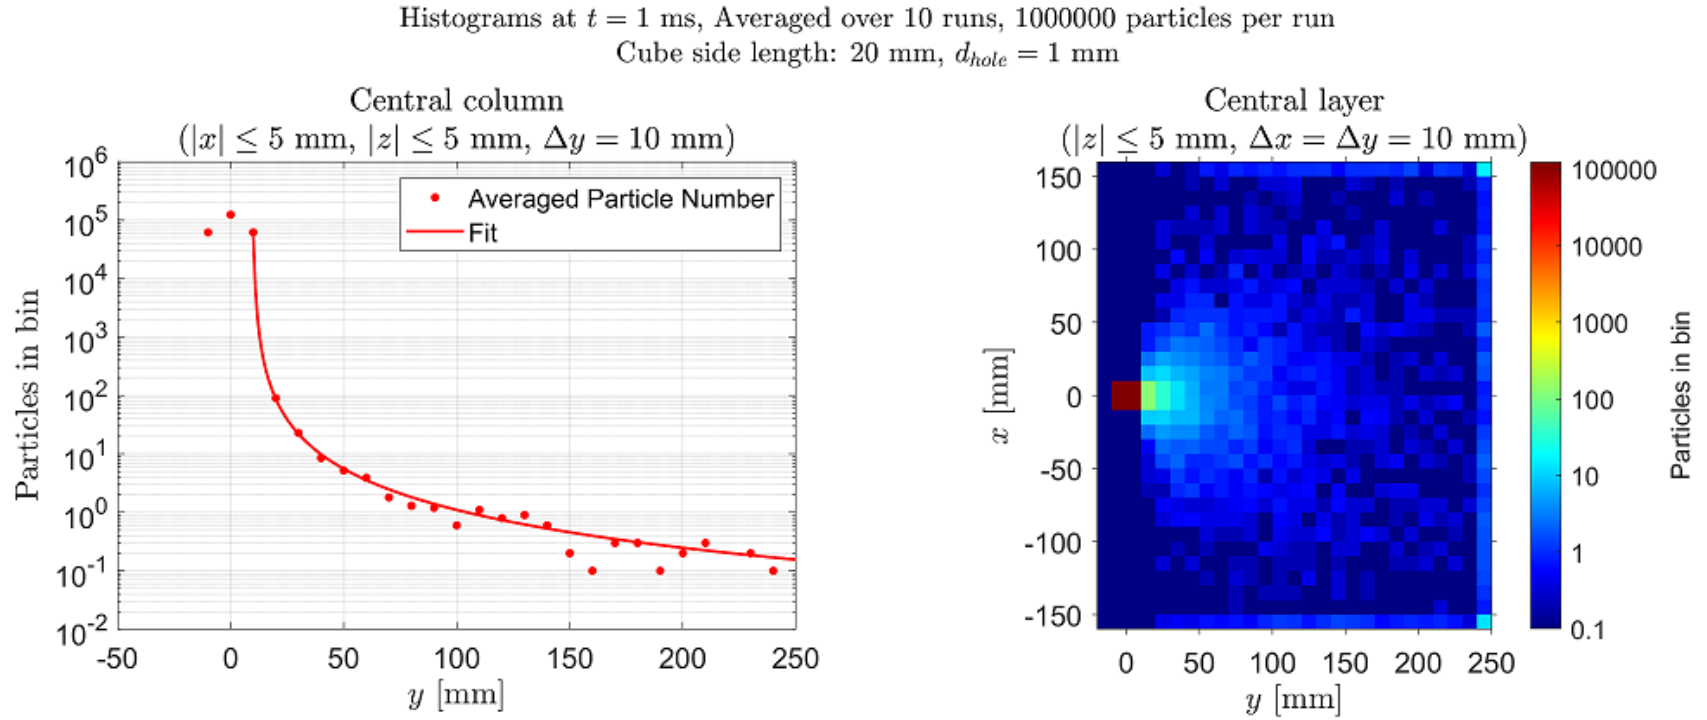 Histograms at t = 1 ms, Averaged over 10 runs, 1000000 particles per run
Cube side length: 20 mm, d_hole = 1 mm
Central column
(|x| ≤ 5 mm, |z| ≤ 5 mm, Δy = 10 mm)
10^6
10^5
10^4
10^3
10^2
10^1
10^0
10^-1
10^-2
Particles in bin
Averaged Particle Number
Fit
-50 0 50 100 150 200 250
y [mm]
Central layer
(|z| ≤ 5 mm, Δx = Δy = 10 mm)
150
100
50
0
-50
-100
-150
x [mm]
0 50 100 150 200 250
y [mm]
100000
10000
1000
100
10
1
0.1
Particles in bin